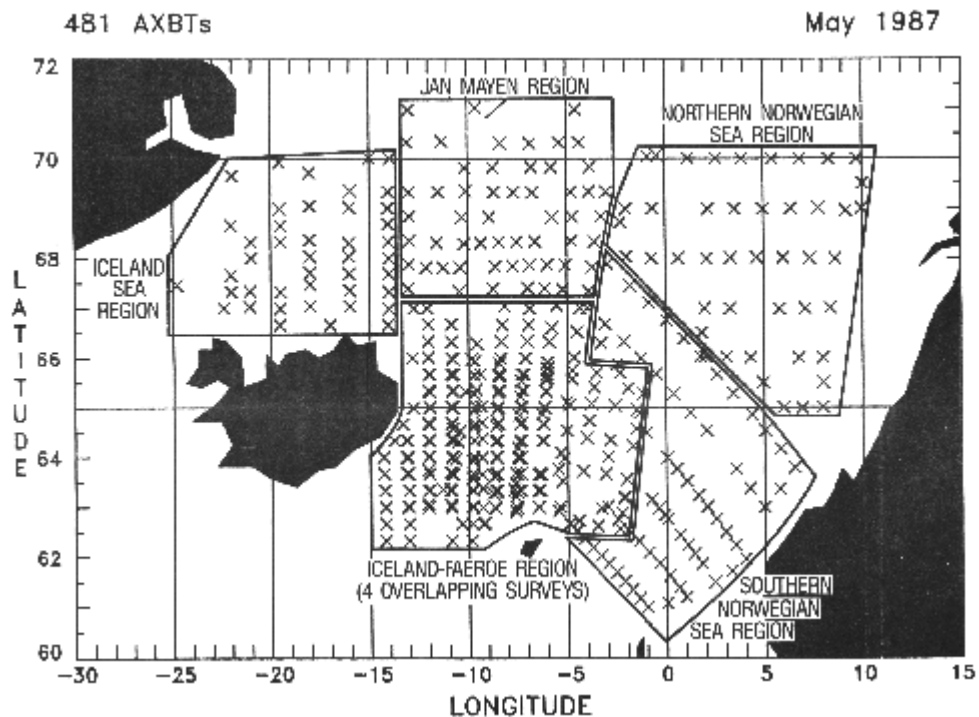 481 AXBTs
May 1987
72
70
68
66
64
62
60
LATITUDE
JAN MAYEN REGION
NORTHERN NORWEGIAN
SEA REGION
ICELAND
SEA
REGION
ICELAND-FAEROE REGION
(4 OVERLAPPING SURVEYS)
SOUTHERN
NORWEGIAN
SEA REGION
-30
-25
-20
-15
-10
-5
0
5
10
15
LONGITUDE